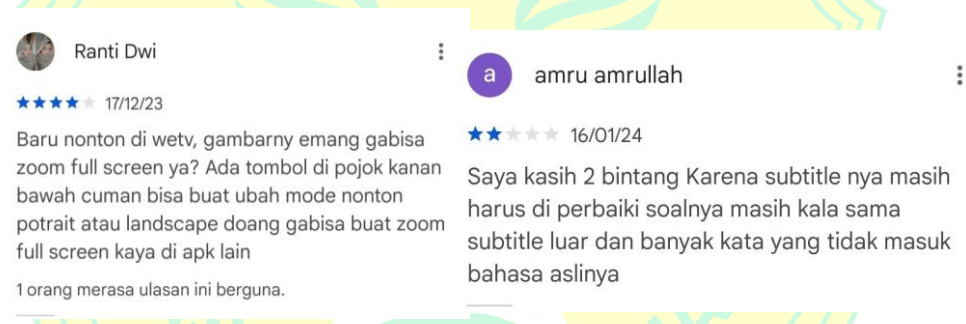 Ranti Dwi
17/12/23
Baru nonton di wetv, gambarny emang gabisa
zoom full screen ya? Ada tombol di pojok kanan
bawah cuman bisa buat ubah mode nonton
potrait atau landscape doang gabisa buat zoom
full screen kaya di apk lain
1 orang merasa ulasan ini berguna.
a
amru amrullah
16/01/24
Saya kasih 2 bintang Karena subtitle nya masih
harus di perbaiki soalnya masih kala sama
subtitle luar dan banyak kata yang tidak masuk
bahasa aslinya